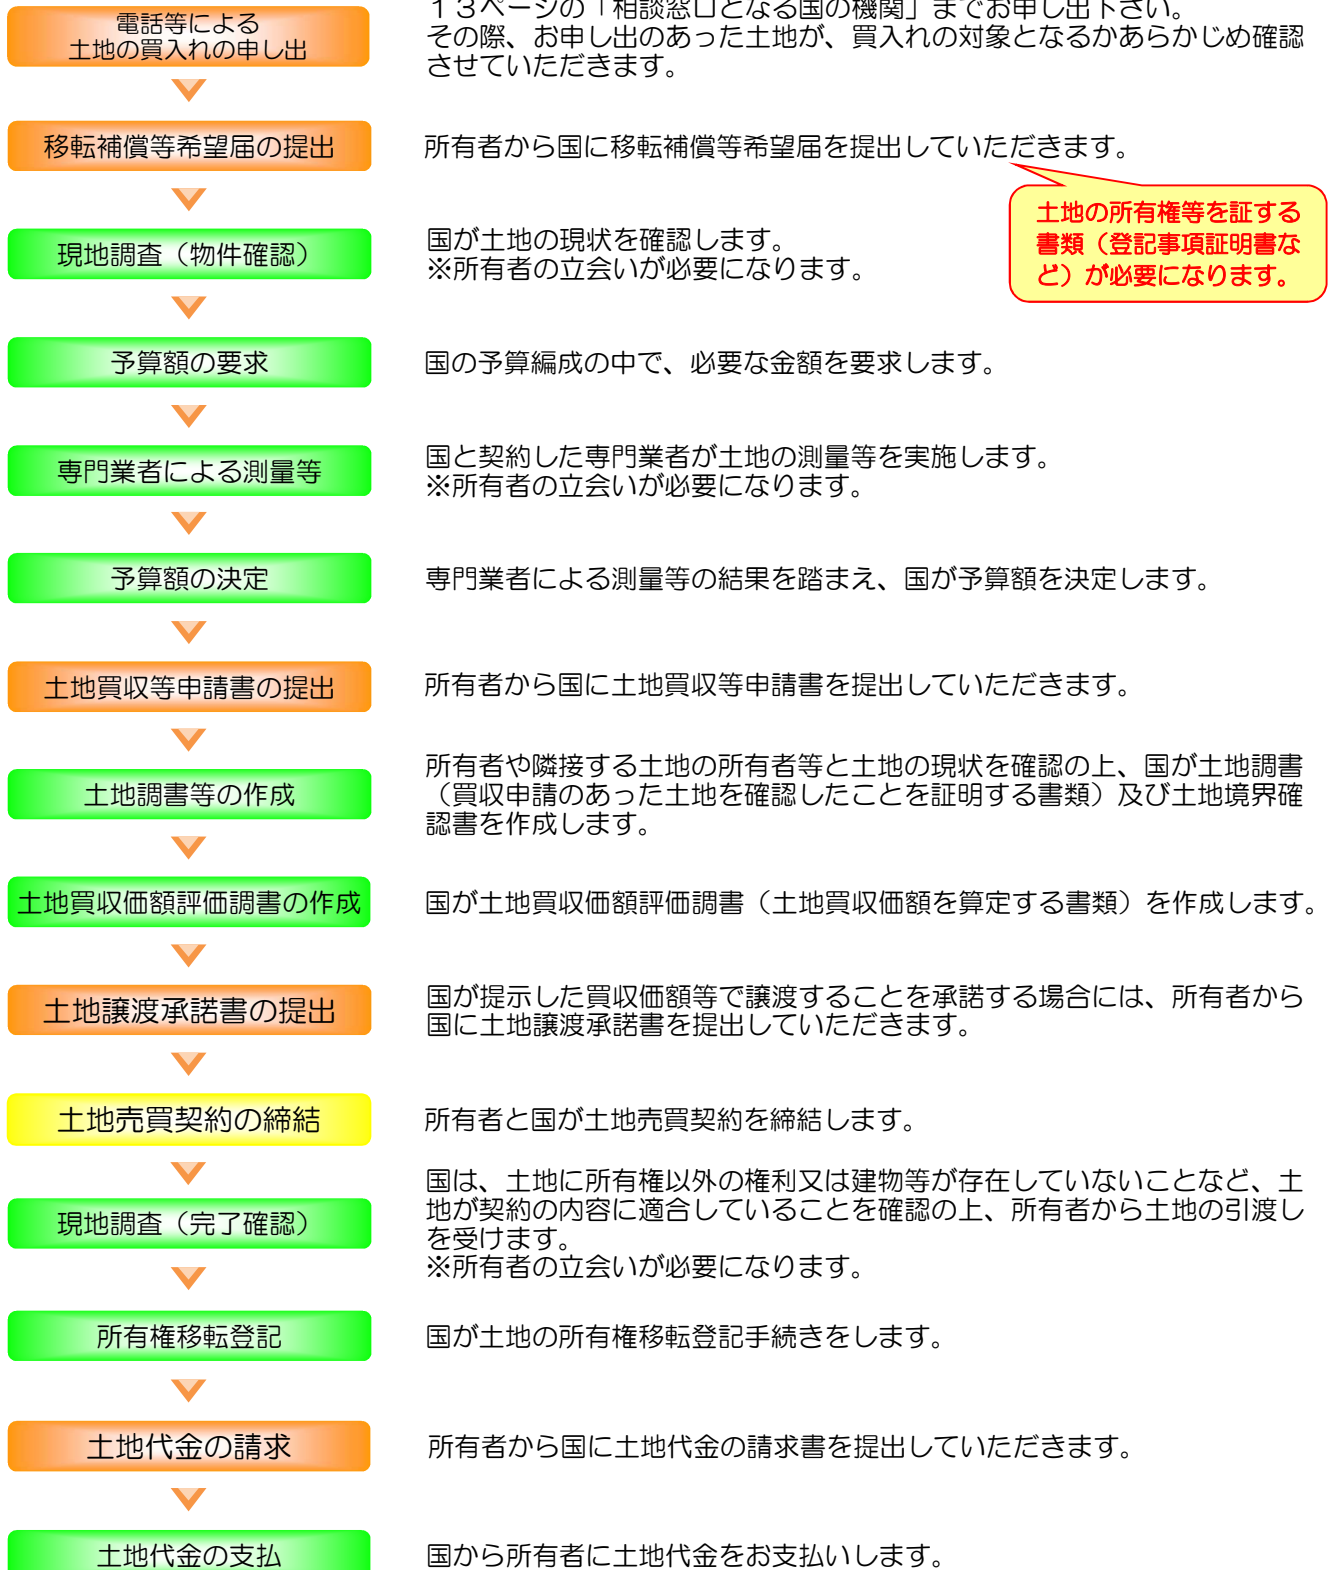 電話等による
土地の買入れの申し出
１３ページの「相談窓口となる国の機関」までお申し出下さい。
その際、お申し出のあった土地が、買入れの対象となるかあらかじめ確認
させていただきます。
移転補償等希望届の提出
所有者から国に移転補償等希望届を提出していただきます。
土地の所有権等を証する
書類（登記事項証明書な
ど）が必要になります。
現地調査（物件確認）
国が土地の現状を確認します。
※所有者の立会いが必要になります。
予算額の要求
国の予算編成の中で、必要な金額を要求します。
専門業者による測量等
国と契約した専門業者が土地の測量等を実施します。
※所有者の立会いが必要になります。
予算額の決定
専門業者による測量等の結果を踏まえ、国が予算額を決定します。
土地買収等申請書の提出
所有者から国に土地買収等申請書を提出していただきます。
土地調書等の作成
所有者や隣接する土地の所有者等と土地の現状を確認の上、国が土地調書
（買収申請のあった土地を確認したことを証明する書類）及び土地境界確
認書を作成します。
土地買収価額評価調書の作成
国が土地買収価額評価調書（土地買収価額を算定する書類）を作成します。
土地譲渡承諾書の提出
国が提示した買収価額等で譲渡することを承諾する場合には、所有者から
国に土地譲渡承諾書を提出していただきます。
土地売買契約の締結
所有者と国が土地売買契約を締結します。
現地調査（完了確認）
国は、土地に所有権以外の権利又は建物等が存在していないことなど、土
地が契約の内容に適合していることを確認の上、所有者から土地の引渡し
を受けます。
※所有者の立会いが必要になります。
所有権移転登記
国が土地の所有権移転登記手続きをします。
土地代金の請求
所有者から国に土地代金の請求書を提出していただきます。
土地代金の支払
国から所有者に土地代金をお支払いします。